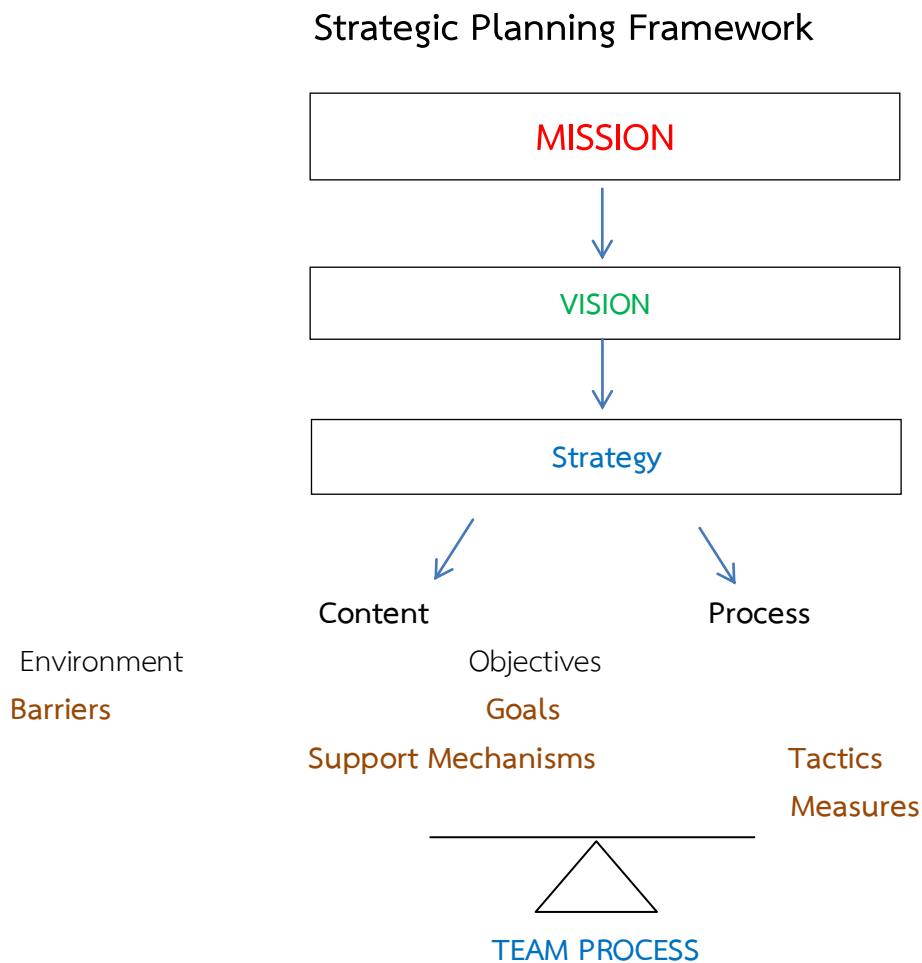 Strategic Planning Framework
MISSION
VISION
Strategy
Content Process
Environment Objectives
Barriers Goals
Support Mechanisms Tactics
Measures
TEAM PROCESS